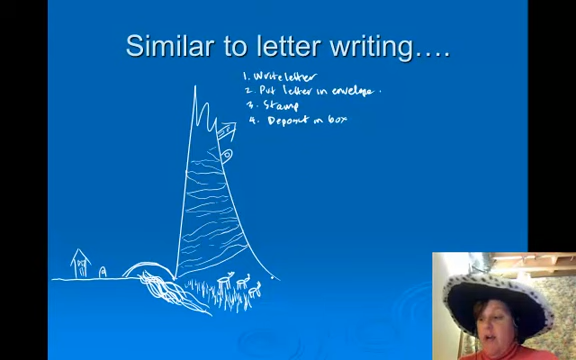 Similar to letter writing….
1. Write letter
2. Put letter in envelope.
3. Stamp
4. Deposit in box